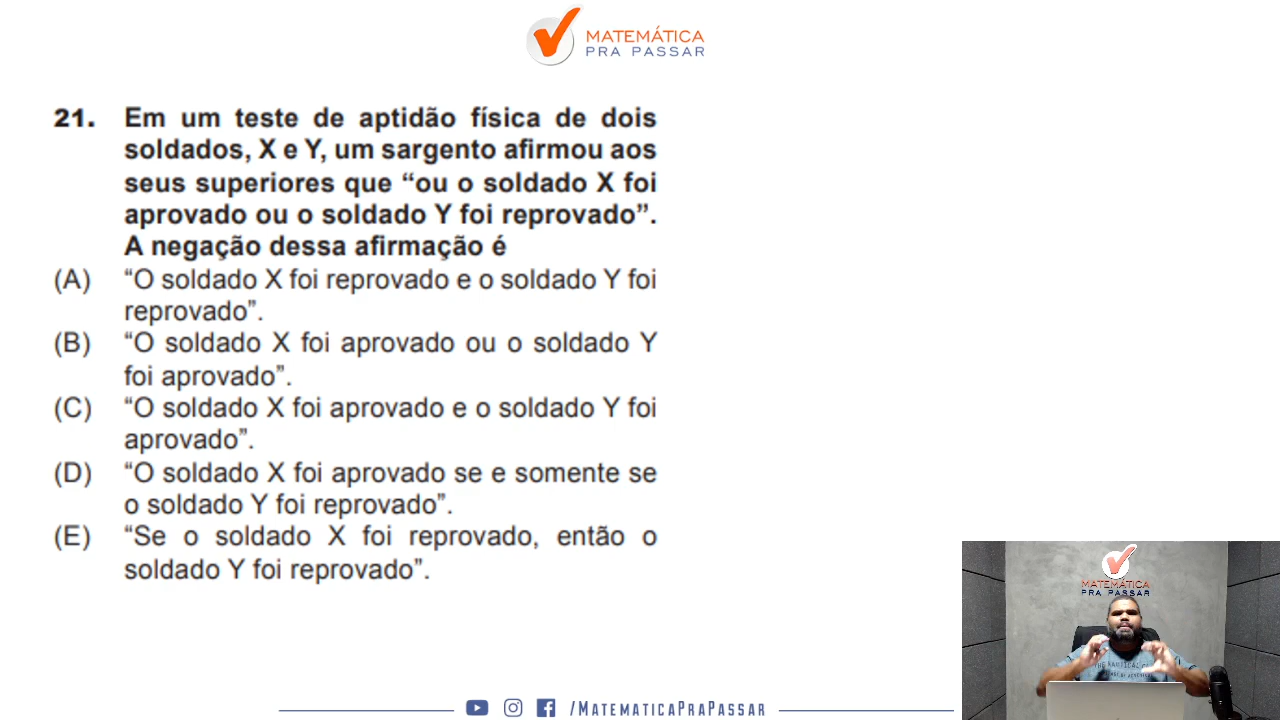 MATEMÁTICA
PRA PASSAR
21. Em um teste de aptidão física de dois
soldados, X e Y, um sargento afirmou aos
seus superiores que “ou o soldado X foi
aprovado ou o soldado Y foi reprovado”.
A negação dessa afirmação é
(A) “O soldado X foi reprovado e o soldado Y foi
reprovado”.
(B) “O soldado X foi aprovado ou o soldado Y
foi aprovado”.
(C) “O soldado X foi aprovado e o soldado Y foi
aprovado”.
(D) “O soldado X foi aprovado se e somente se
o soldado Y foi reprovado”.
(E) “Se o soldado X foi reprovado, então o
soldado Y foi reprovado”.
MATEMÁTICA
PRA PASSAR
/MATEMATICAPRAPASSAR